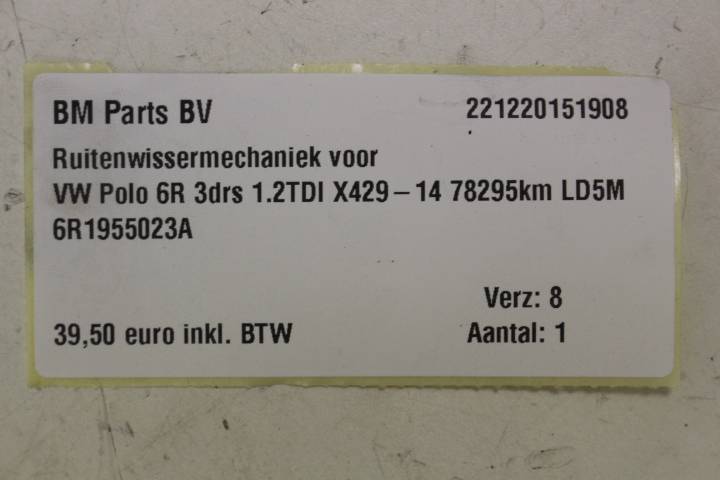 BM Parts BV 221220151908
Ruitenwissermechaniek voor
VW Polo 6R 3drs 1.2TDI X429-14 78295km LD5M
6R1955023A
Verz: 8
39,50 euro inkl. BTW Aantal: 1